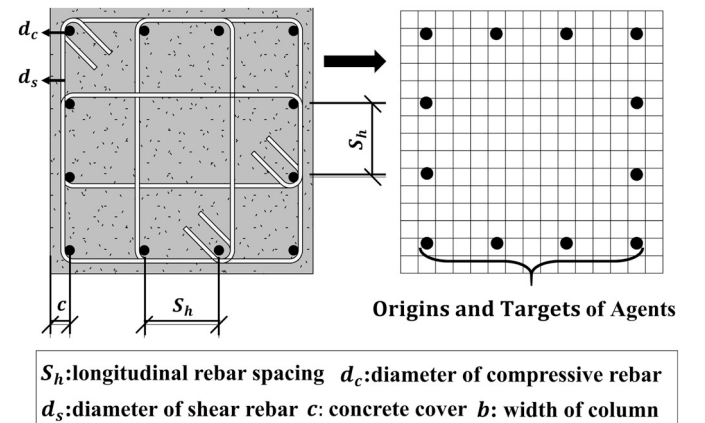 d_c
d_s
S_h
c
S_h
Origins and Targets of Agents
S_h:longitudinal rebar spacing d_c:diameter of compressive rebar
d_s:diameter of shear rebar c: concrete cover b: width of column